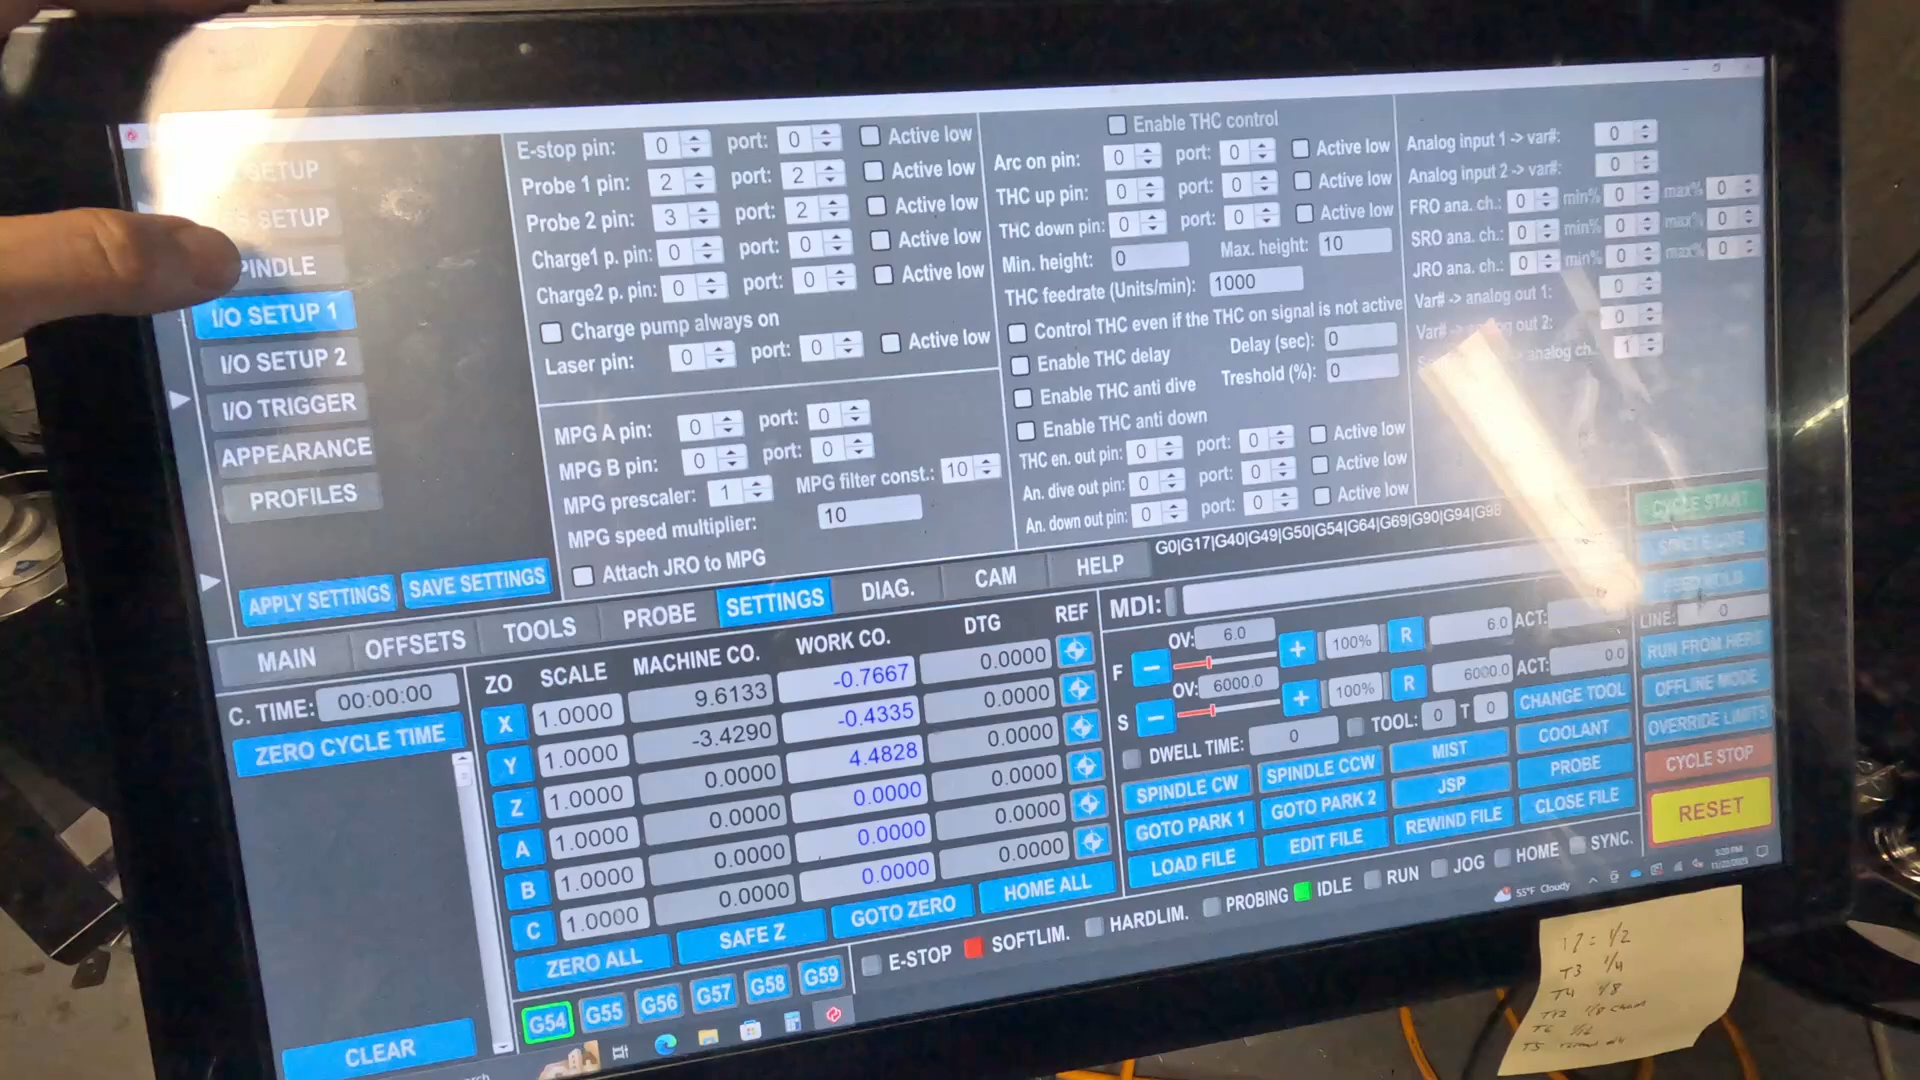 SETUP
SETUP
PINDLE
I/O SETUP 1
I/O SETUP 2
I/O TRIGGER
APPEARANCE
PROFILES
APPLY SETTINGS SAVE SETTINGS
E-stop pin: 0 port: 0 Active low
Probe 1 pin: 2 port: 2 Active low
Probe 2 pin: 3 port: 2 Active low
Charge1 p. pin: 0 port: 0 Active low
Charge2 p. pin: 0 port: 0 Active low
Charge pump always on
Laser pin: 0 port: 0 Active low
MPG A pin: 0 port: 0
MPG B pin: 0 port: 0
MPG prescaler: 1 MPG filter const.: 10
MPG speed multiplier: 10
Attach JRO to MPG
Enable THC control
Arc on pin: 0 port: 0 Active low
THC up pin: 0 port: 0 Active low
THC down pin: 0 port: 0 Active low
Min. height: 0 Max. height: 10
THC feedrate (Units/min): 1000
Control THC even if the THC on signal is not active
Enable THC delay Delay (sec): 0
Enable THC anti dive Treshold (%): 0
Enable THC anti down
THC en. out pin: 0 port: 0 Active low
An. dive out pin: 0 port: 0 Active low
An. down out pin: 0 port: 0 Active low
Analog input 1 -> var#: 0
Analog input 2 -> var#: 0
FRO ana. ch.: 0 min% 0 max% 0
SRO ana. ch.: 0 min% 0 max% 0
JRO ana. ch.: 0 min% 0 max% 0
Var# -> analog out 1: 0
Var# -> analog out 2: 0
analog ch.: 1
MAIN OFFSETS TOOLS PROBE SETTINGS DIAG. CAM HELP
G0|G17|G40|G49|G50|G54|G64|G69|G90|G94|G98
C. TIME: 00:00:00
ZERO CYCLE TIME
CLEAR
ZO SCALE MACHINE CO. WORK CO. DTG REF
X 1.0000 9.6133 -0.7667 0.0000
Y 1.0000 -3.4290 -0.4335 0.0000
Z 1.0000 0.0000 4.4828 0.0000
A 1.0000 0.0000 0.0000 0.0000
B 1.0000 0.0000 0.0000 0.0000
C 1.0000 0.0000 0.0000 0.0000
ZERO ALL SAFE Z GOTO ZERO HOME ALL
G54 G55 G56 G57 G58 G59
MDI:
F OV: 6.0 100% R 6.0 ACT:
S OV: 6000.0 100% R 6000.0 ACT: 0.0
DWELL TIME: 0 TOOL: 0 T 0 CHANGE TOOL
SPINDLE CW SPINDLE CCW MIST COOLANT
GOTO PARK 1 GOTO PARK 2 JSP PROBE
LOAD FILE EDIT FILE REWIND FILE CLOSE FILE
E-STOP SOFTLIM. HARDLIM. PROBING IDLE RUN JOG HOME SYNC.
CYCLE START
LINE: 0
RUN FROM HERE
OFFLINE MODE
OVERRIDE LIMITS
CYCLE STOP
RESET
55°F Cloudy
T3 1/4
T4 1/8